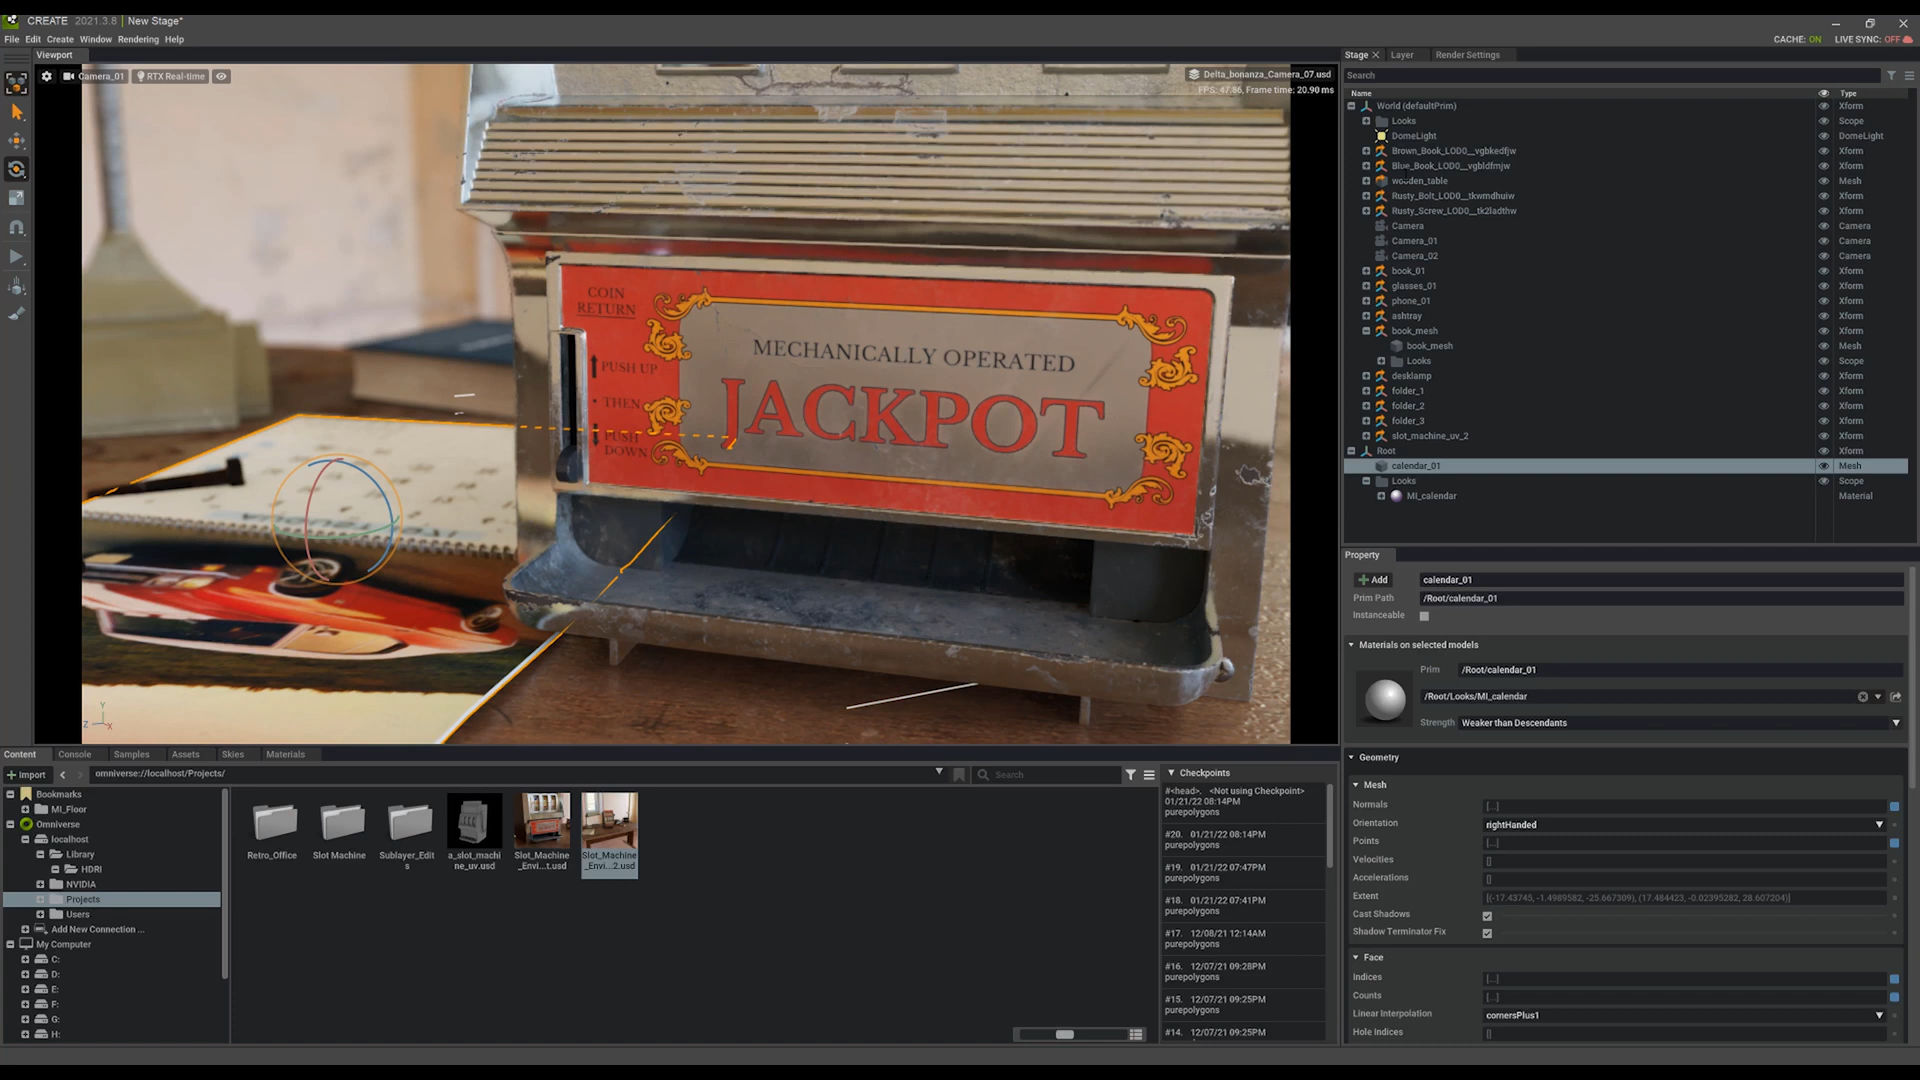 CREATE 2021.3.8 | New Stage*
File Edit Create Window Rendering Help
CACHE: ON LIVE SYNC: OFF
Viewport
Camera_01 RTX Real-time
Delta_bonanza_Camera_07.usd
FPS: 47.86, Frame time: 20.90 ms
COIN
RETURN
PUSH UP
THEN
PUSH
DOWN
MECHANICALLY OPERATED
JACKPOT
Y
Z X
Stage Layer Render Settings
Search
Name Type
World (defaultPrim) Xform
Looks Scope
DomeLight DomeLight
Brown_Book_LOD0__vgbkedfjw Xform
Blue_Book_LOD0__vgbldfmjw Xform
wooden_table Mesh
Rusty_Bolt_LOD0__tkwmdhuiw Xform
Rusty_Screw_LOD0__tk2ladthw Xform
Camera Camera
Camera_01 Camera
Camera_02 Camera
book_01 Xform
glasses_01 Xform
phone_01 Xform
ashtray Xform
book_mesh Xform
book_mesh Mesh
Looks Scope
desklamp Xform
folder_1 Xform
folder_2 Xform
folder_3 Xform
slot_machine_uv_2 Xform
Root Xform
calendar_01 Mesh
Looks Scope
MI_calendar Material
Property
Add calendar_01
Prim Path /Root/calendar_01
Instanceable
Materials on selected models
Prim /Root/calendar_01
/Root/Looks/MI_calendar
Strength Weaker than Descendants
Geometry
Mesh
Normals [...]
Orientation rightHanded
Points [...]
Velocities []
Accelerations []
Extent [(-17.43745, -1.4989582, -25.667309), (17.484423, -0.02395282, 28.607204)]
Cast Shadows
Shadow Terminator Fix
Face
Indices [...]
Counts [...]
Linear Interpolation cornersPlus1
Hole Indices []
Content Console Samples Assets Skies Materials
Import omniverse://localhost/Projects/ Search
Bookmarks
MI_Floor
Omniverse
localhost
Library
HDRI
NVIDIA
Projects
Users
Add New Connection ...
My Computer
C:
D:
E:
F:
G:
H:
Retro_Office
Slot Machine
Sublayer_Edit
s
a_slot_machi
ne_uv.usd
Slot_Machine
_Envi...t.usd
Slot_Machine
_Envi...2.usd
Checkpoints
#<head>. <Not using Checkpoint>
01/21/22 08:14PM
purepolygons
#20. 01/21/22 08:14PM
purepolygons
#19. 01/21/22 07:47PM
purepolygons
#18. 01/21/22 07:41PM
purepolygons
#17. 12/08/21 12:14AM
purepolygons
#16. 12/07/21 09:28PM
purepolygons
#15. 12/07/21 09:25PM
purepolygons
#14. 12/07/21 09:25PM